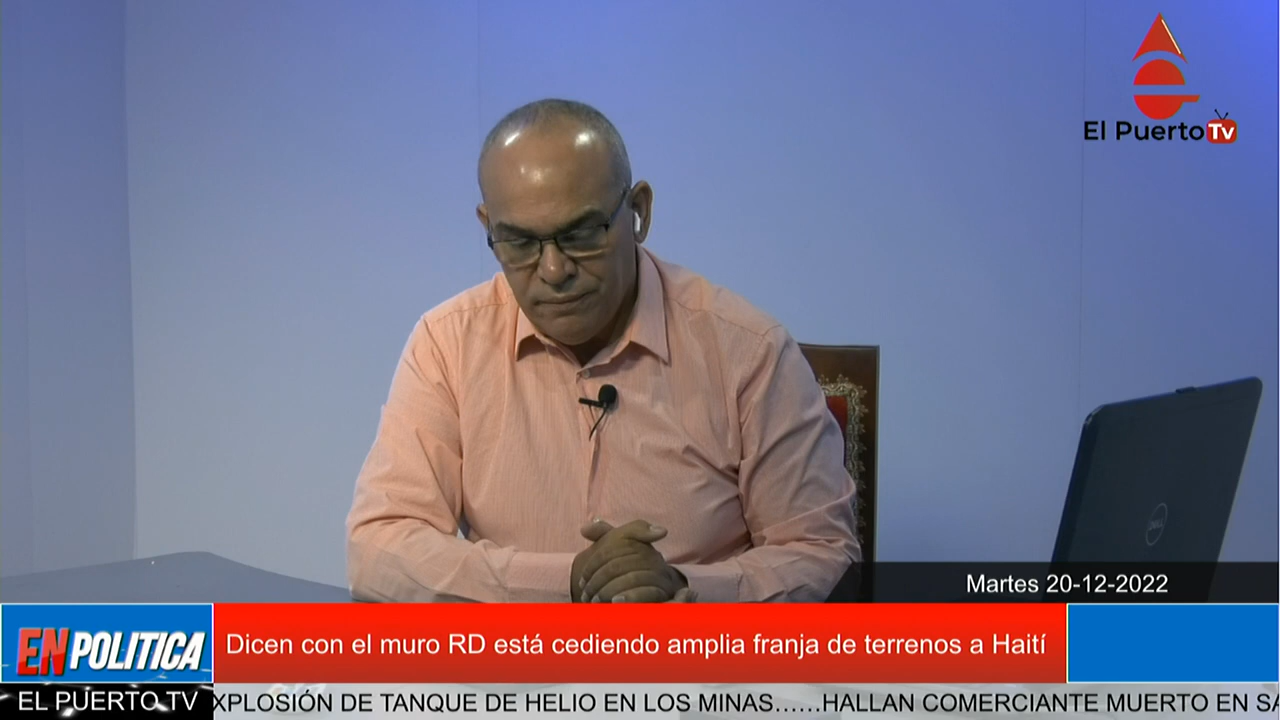 El Puerto Tv
DELL
Martes 20-12-2022
EN POLITICA
Dicen con el muro RD está cediendo amplia franja de terrenos a Haití
EL PUERTO TV
XPLOSIÓN DE TANQUE DE HELIO EN LOS MINAS......HALLAN COMERCIANTE MUERTO EN SA